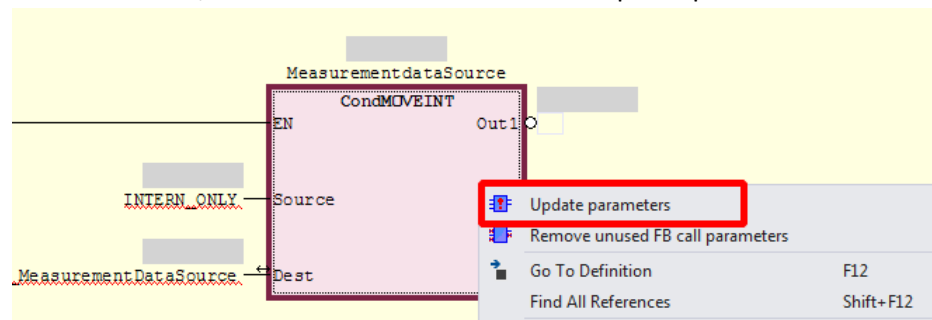 MeasurementdataSource
CondMOVEINT
EN
Out1
INTERN_ONLY
Source
_MeasurementDataSource
Dest
Update parameters
Remove unused FB call parameters
Go To Definition F12
Find All References Shift+F12